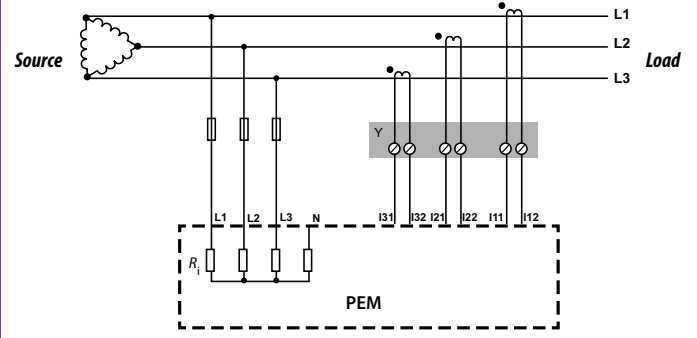 L1
L2
Source
Load
L3
Y
L1 L2 L3 N I31 I32 I21 I22 I11 I12
Ri
PEM